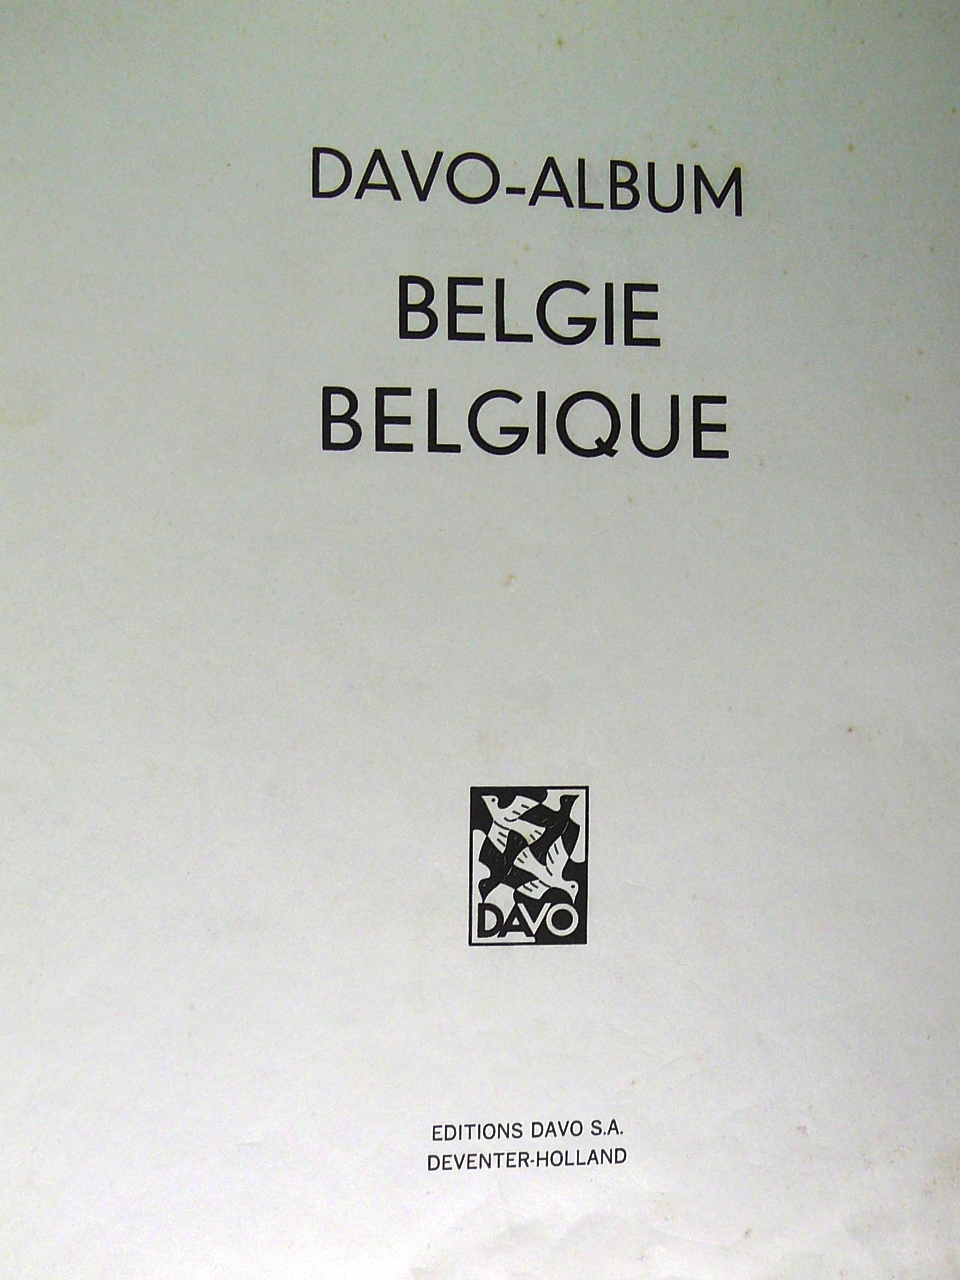 DAVO-ALBUM
BELGIE
BELGIQUE
DAVO
EDITIONS DAVO S.A.
DEVENTER-HOLLAND